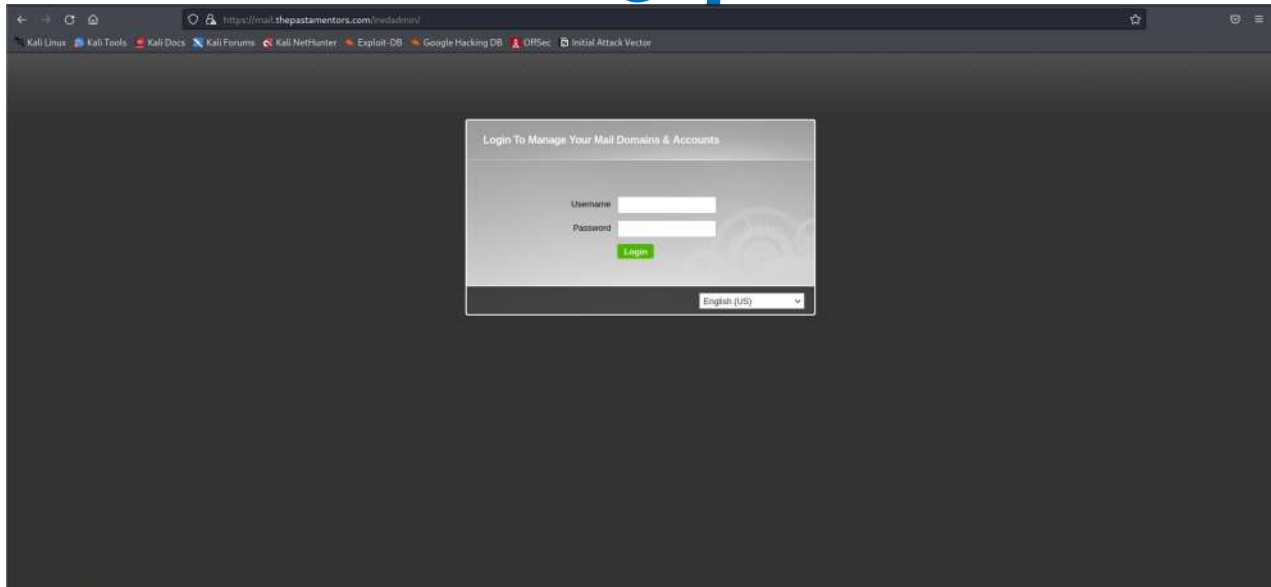 https://mail.thepastamentors.com/iredadmin/
Kali Linux Kali Tools Kali Docs Kali Forums Kali NetHunter Exploit-DB Google Hacking DB OffSec Initial Attack Vector
Login To Manage Your Mail Domains & Accounts
Username
Password
Login
English (US)